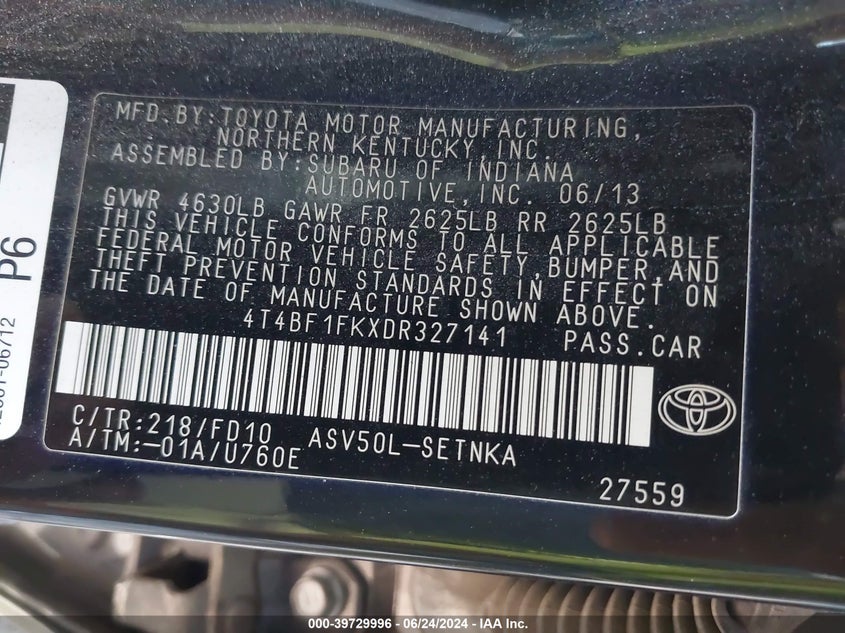 MFD.BY:TOYOTA MOTOR MANUFACTURING,
NORTHERN KENTUCKY,INC.
ASSEMBLED BY:SUBARU OF INDIANA
AUTOMOTIVE,INC. 06/13
GVWR 4630LB GAWR FR 2625LB RR 2625LB
THIS VEHICLE CONFORMS TO ALL APPLICABLE
FEDERAL MOTOR VEHICLE SAFETY,BUMPER,AND
THEFT PREVENTION STANDARDS IN EFFECT ON
THE DATE OF MANUFACTURE SHOWN ABOVE.
4T4BF1FKXDR327141 PASS.CAR
C/TR:218/FD10 ASV50L-SETNKA
A/TM:-01A/U760E
27559
P6
000-39729996 - 06/24/2024 - IAA Inc.